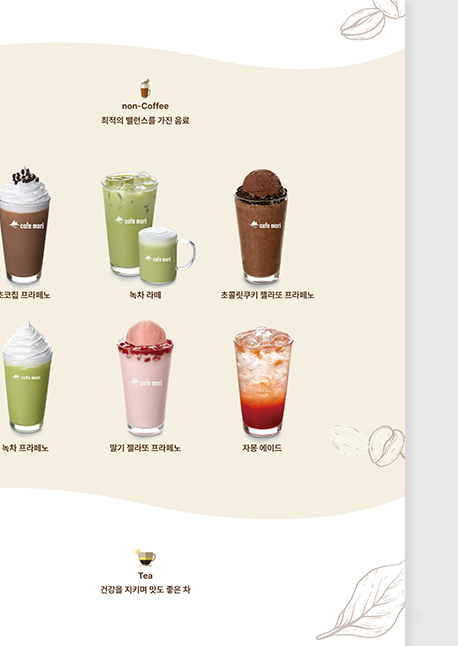 non-Coffee
최적의 밸런스를 가진 음료
cafe mori
cafe mori
cafe mori
cafe mori
초코칩 프라페노
녹차 라떼
초콜릿쿠키 젤라또 프라페노
cafe mori
cafe mori
녹차 프라페노
딸기 젤라또 프라페노
자몽 에이드
Tea
건강을 지키며 맛도 좋은 차